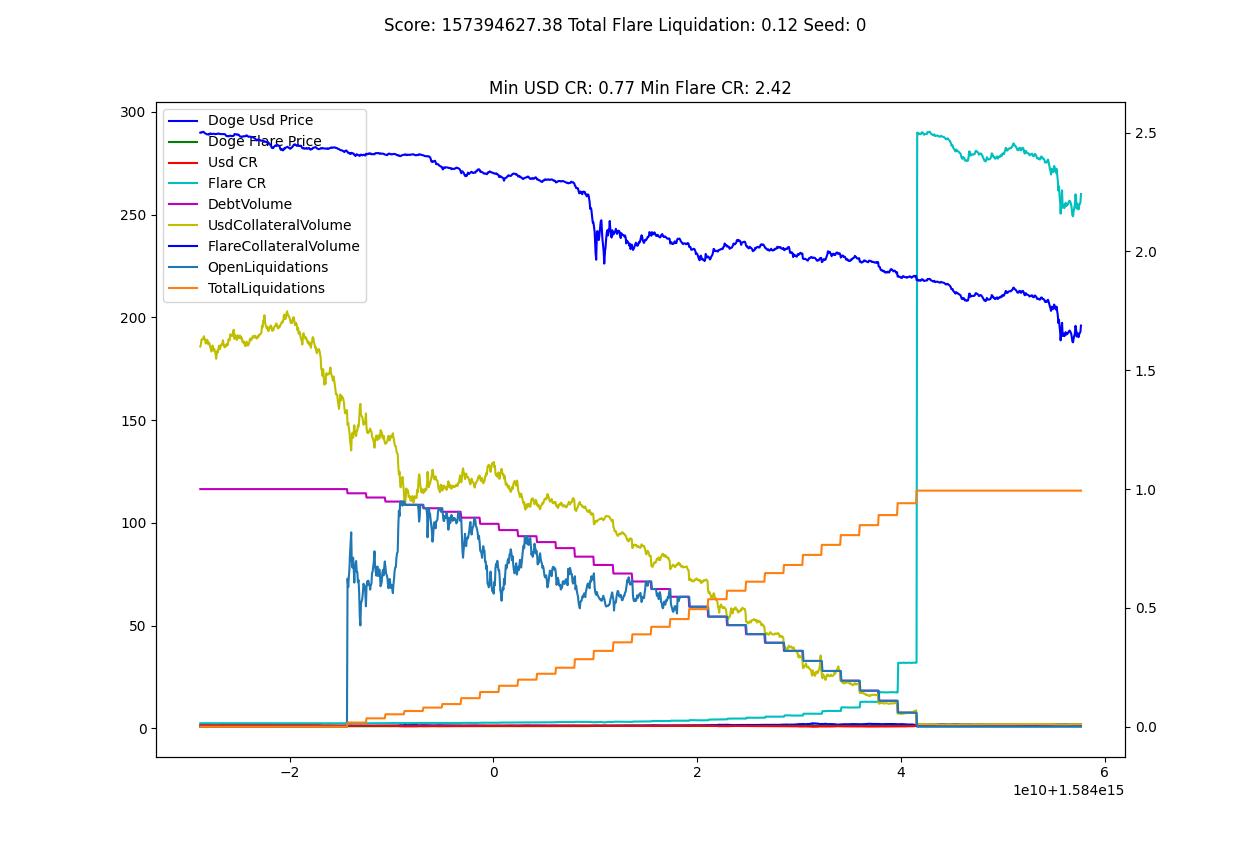 Score: 157394627.38 Total Flare Liquidation: 0.12 Seed: 0
Min USD CR: 0.77 Min Flare CR: 2.42
Doge Usd Price
Doge Flare Price
Usd CR
Flare CR
DebtVolume
UsdCollateralVolume
FlareCollateralVolume
OpenLiquidations
TotalLiquidations
300
250
200
150
100
50
0
2.5
2.0
1.5
1.0
0.5
0.0
−2
0
2
4
6
1e10+1.584e15